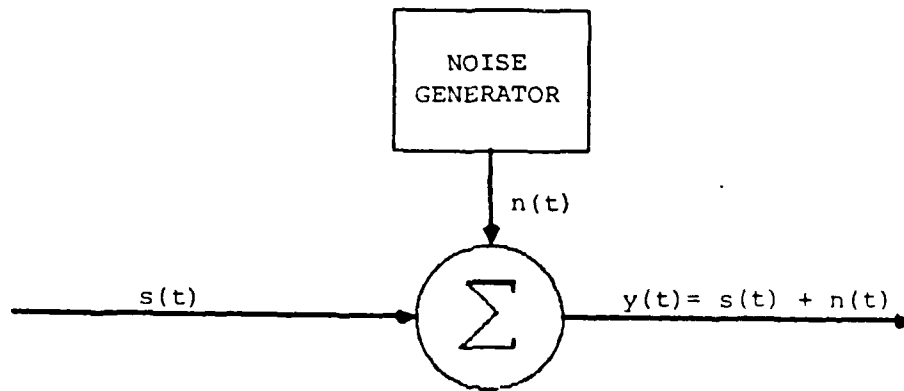 NOISE
GENERATOR
n(t)
s(t)
Σ
y(t)= s(t) + n(t)